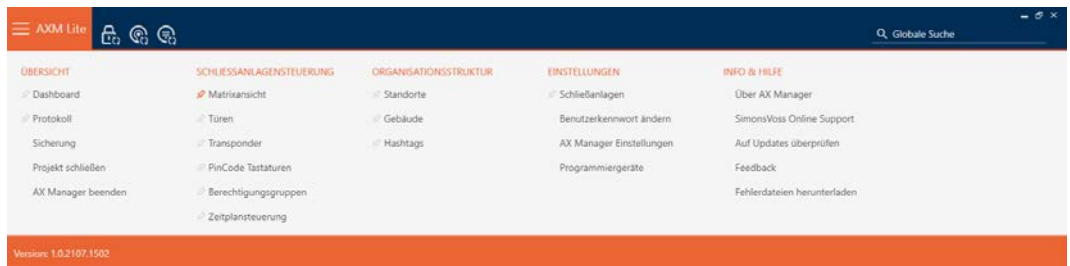 AXM Lite
Globale Suche
ÜBERSICHT
Dashboard
Protokoll
Sicherung
Projekt schließen
AX Manager beenden
SCHLIESSANLAGENSTEUERUNG
Matrixansicht
Türen
Transponder
PinCode Tastaturen
Berechtigungsgruppen
Zeitplansteuerung
ORGANISATIONSSTRUKTUR
Standorte
Gebäude
Hashtags
EINSTELLUNGEN
Schließanlagen
Benutzerkennwort ändern
AX Manager Einstellungen
Programmiergeräte
INFO & HILFE
Über AX Manager
SimonsVoss Online Support
Auf Updates überprüfen
Feedback
Fehlerdateien herunterladen
Version: 1.0.2107.1502